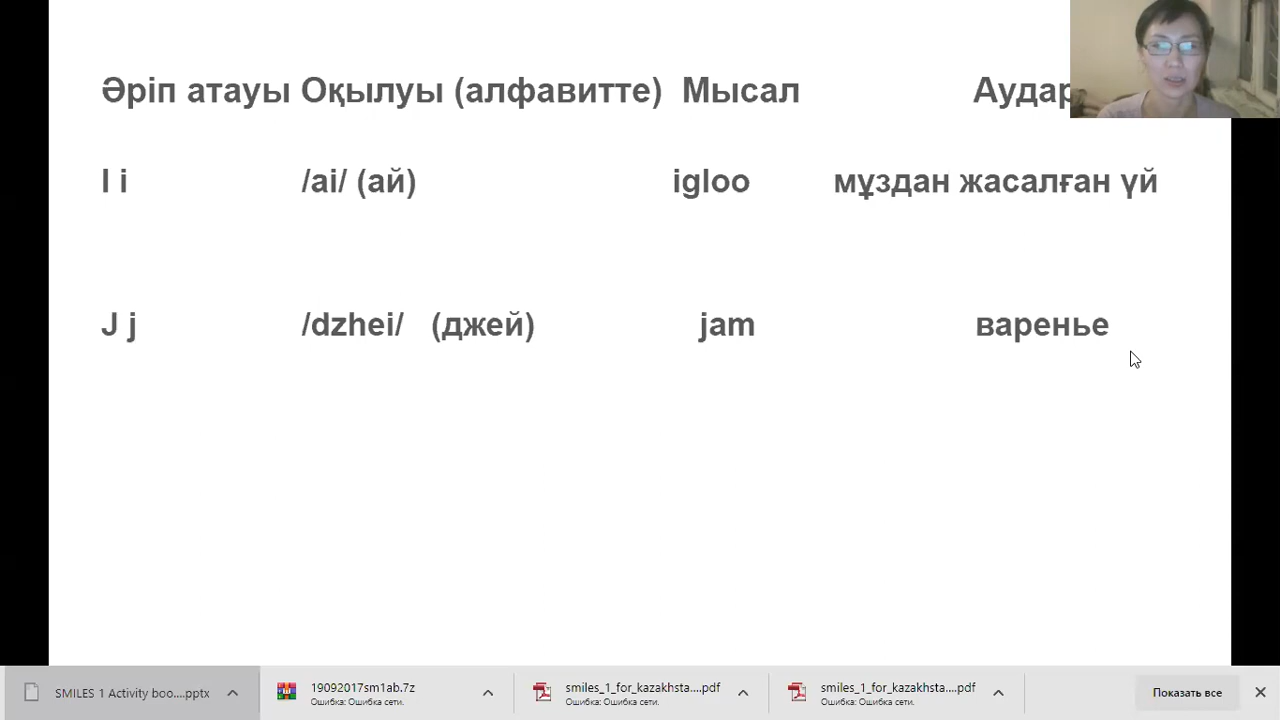 Әріп атауы Оқылуы (алфавитте) Мысал Аудар
I i /ai/ (ай) igloo мұздан жасалған үй
J j /dzhei/ (джей) jam варенье
SMILES 1 Activity boo....pptx 19092017sm1ab.7z smiles_1_for_kazakhsta....pdf smiles_1_for_kazakhsta....pdf Показать все
Ошибка: Ошибка сети. Ошибка: Ошибка сети. Ошибка: Ошибка сети.